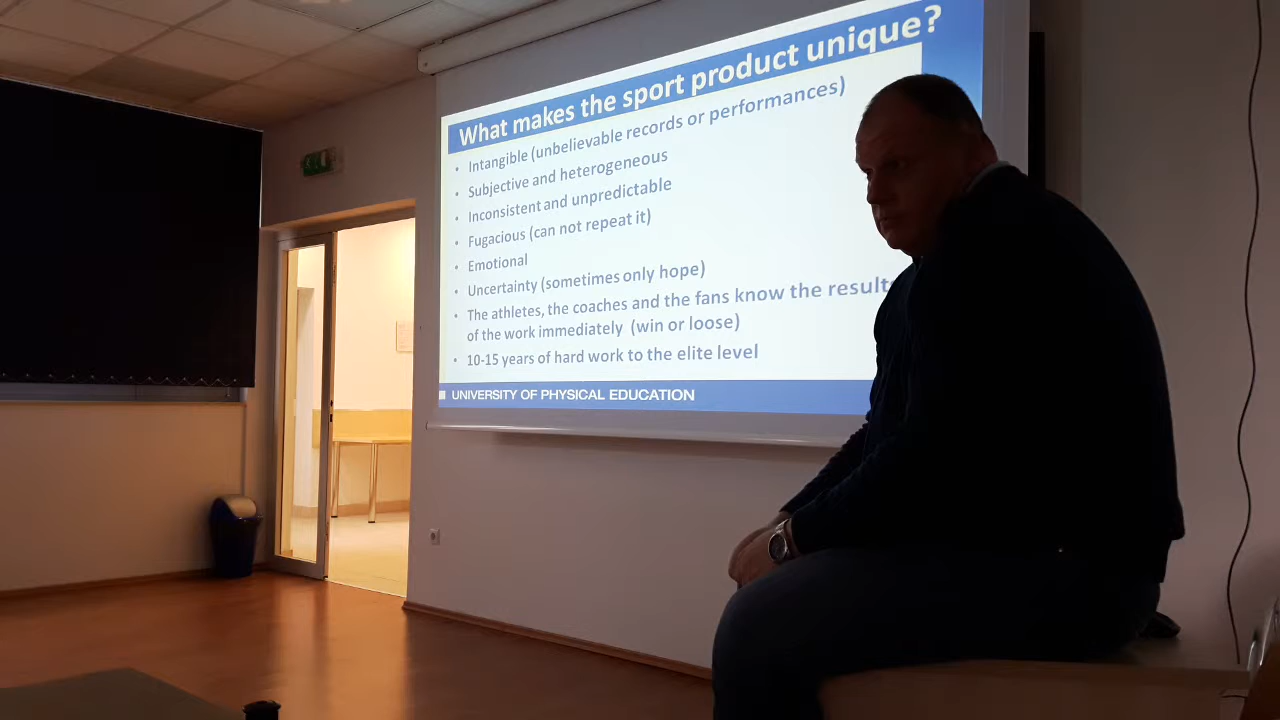 What makes the sport product unique?
• Intangible (unbelievable records or performances)
• Subjective and heterogeneous
• Inconsistent and unpredictable
• Fugacious (can not repeat it)
• Emotional
• Uncertainty (sometimes only hope)
• The athletes, the coaches and the fans know the results
of the work immediately (win or loose)
• 10-15 years of hard work to the elite level
UNIVERSITY OF PHYSICAL EDUCATION